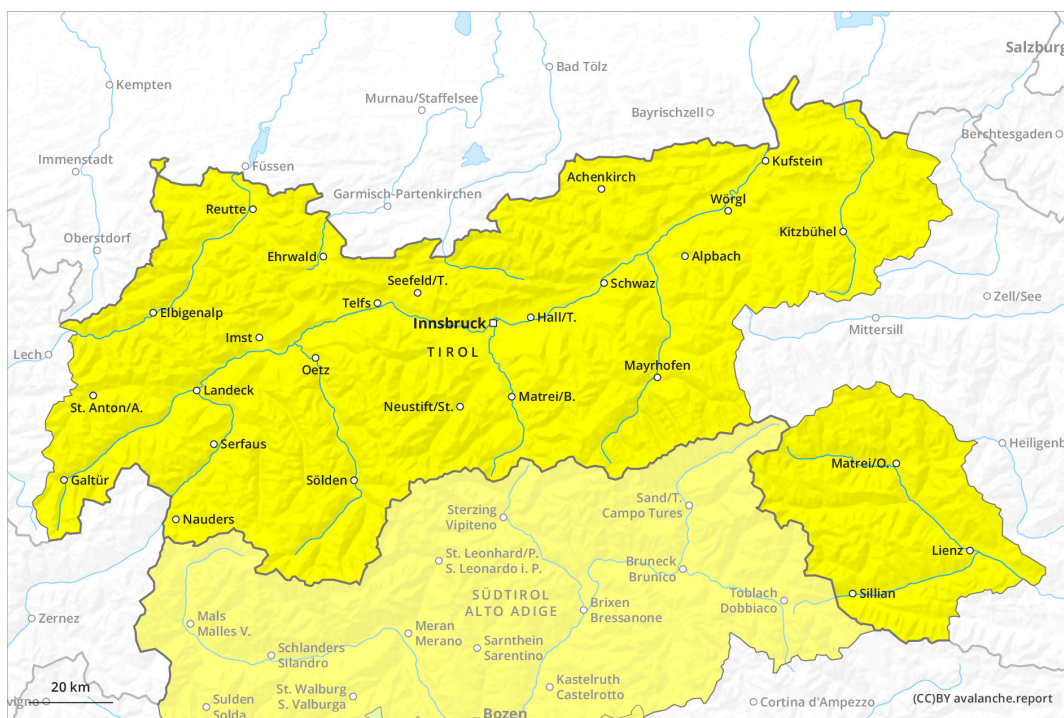 Salzburg
Kempten
Bad Tölz
Murnau/Staffelsee
Bayrischzell
Berchtesgaden
Immenstadt
Füssen
Kufstein
Achenkirch
Garmisch-Partenkirchen
Reutte
Wörgl
Oberstdorf
Kitzbühel
Ehrwald
Alpbach
Seefeld/T.
Schwaz
Zell/See
Telfs
Elbigenalp
Hall/T.
Innsbruck
Mittersill
Imst
Lech
TIROL
Oetz
Mayrhofen
Landeck
St. Anton/A.
Neustift/St.
Matrei/B.
Serfaus
Heiligenb
Matrei/O.
Galtür
Sölden
Sand/T.
Campo Tures
Sterzing
Vipiteno
Nauders
St. Leonhard/P.
S. Leonardo i. P.
Lienz
Bruneck
Brunico
SÜDTIROL
ALTO ADIGE
Sillian
Toblach
Dobbiaco
Brixen
Bressanone
Zernez
Mals
Malles V.
Meran
Merano
Sarnthein
Sarentino
Schlanders
Silandro
Kastelruth
Castelrotto
20 km
St. Walburg
S. Valburga
vigno
Sulden
Solda
Cortina d'Ampezzo
(CC)BY avalanche.report
Bozen